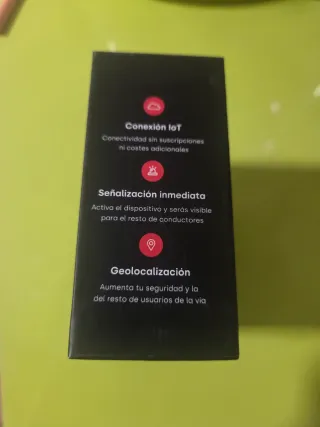 Conexión IoT
Conectividad sin suscripciones
ni costes adicionales
Señalización inmediata
Activa el dispositivo y serás visible
para el resto de conductores
Geolocalización
Aumenta tu seguridad y la
del resto de usuarios de la vía